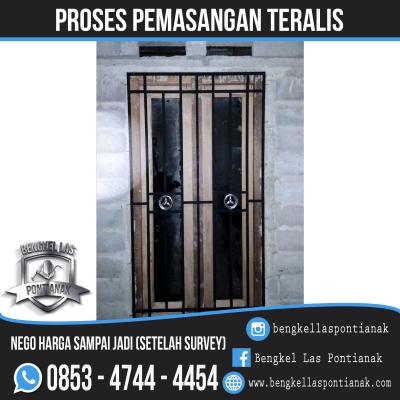 PROSES PEMASANGAN TERALIS
BENGKEL LAS
PONTIANAK
bengkellaspontianak
NEGO HARGA SAMPAI JADI (SETELAH SURVEY)
Bengkel Las Pontianak
0853 - 4744 - 4454
www.bengkellaspontianak.com